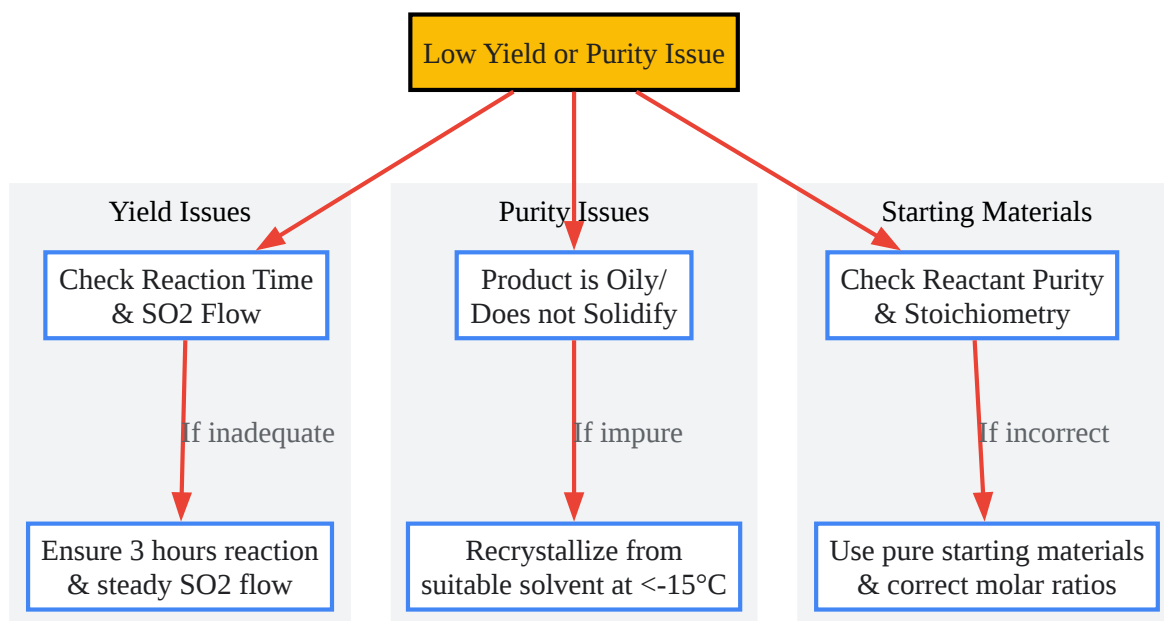 Low Yield or Purity Issue
Yield Issues
Check Reaction Time
& SO2 Flow
If inadequate
Ensure 3 hours reaction
& steady SO2 flow
Purity Issues
Product is Oily/
Does not Solidify
If impure
Recrystallize from
suitable solvent at <-15°C
Starting Materials
Check Reactant Purity
& Stoichiometry
If incorrect
Use pure starting materials
& correct molar ratios